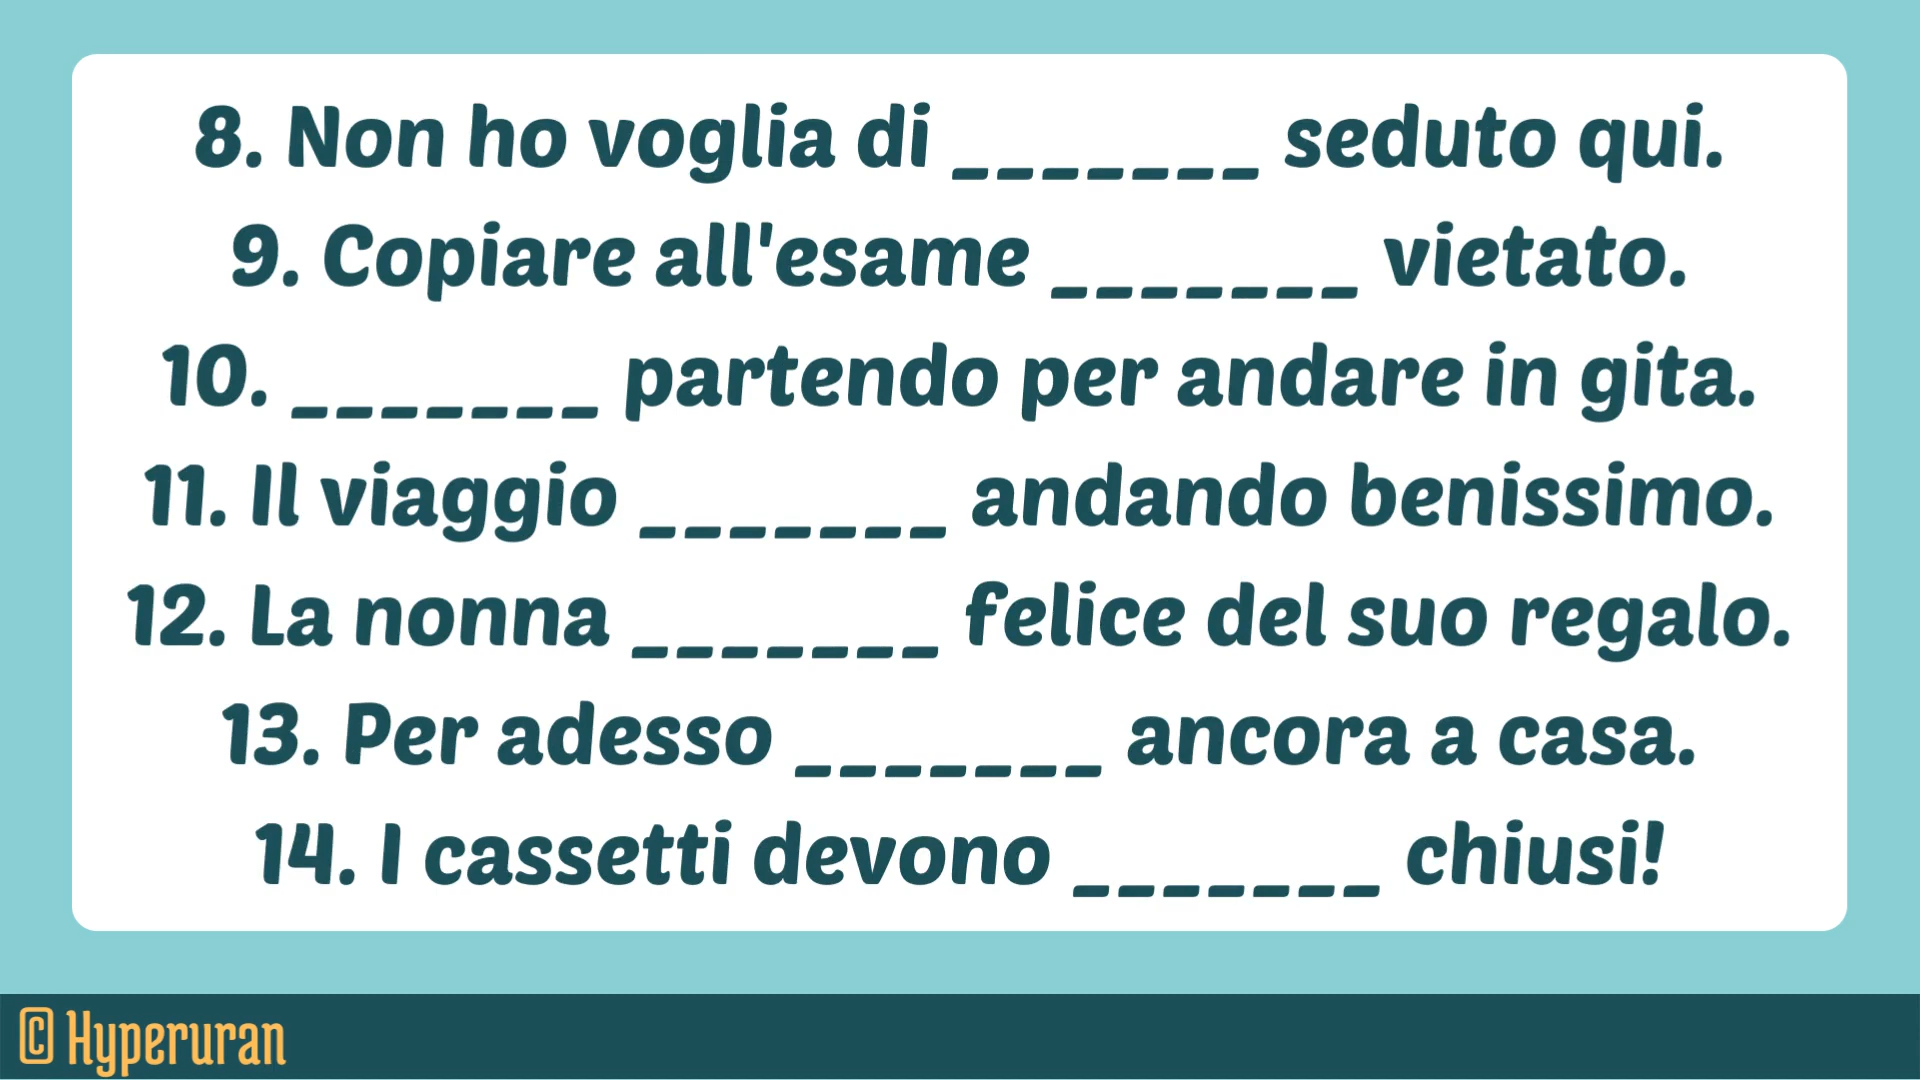 8. Non ho voglia di _______ seduto qui.
9. Copiare all'esame _______ vietato.
10. _______ partendo per andare in gita.
11. Il viaggio _______ andando benissimo.
12. La nonna _______ felice del suo regalo.
13. Per adesso _______ ancora a casa.
14. I cassetti devono _______ chiusi!
© Hyperuran